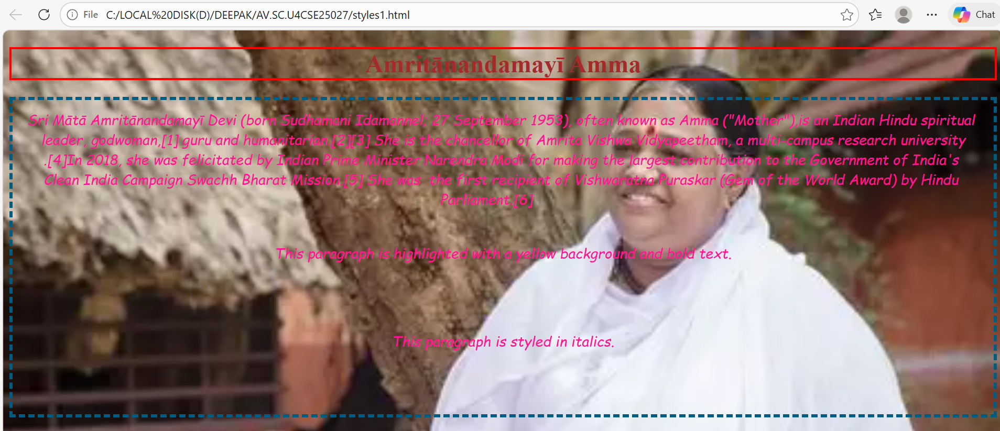 File C:/LOCAL%20DISK(D)/DEEPAK/AV.SC.U4CSE25027/styles1.html
Chat
Amritānandamayī Amma
Sri Mātā Amritānandamayī Devi (born Sudhamani Idamannel; 27 September 1953), often known as Amma ("Mother"),is an Indian Hindu spiritual
leader, godwoman,[1] guru and humanitarian.[2][3] She is the chancellor of Amrita Vishwa Vidyapeetham, a multi-campus research university
.[4]In 2018, she was felicitated by Indian Prime Minister Narendra Modi for making the largest contribution to the Government of India's
Clean India Campaign Swachh Bharat Mission.[5] She was  the first recipient of Vishwaratna Puraskar (Gem of the World Award) by Hindu
Parliament.[6]
This paragraph is highlighted with a yellow background and bold text.
This paragraph is styled in italics.